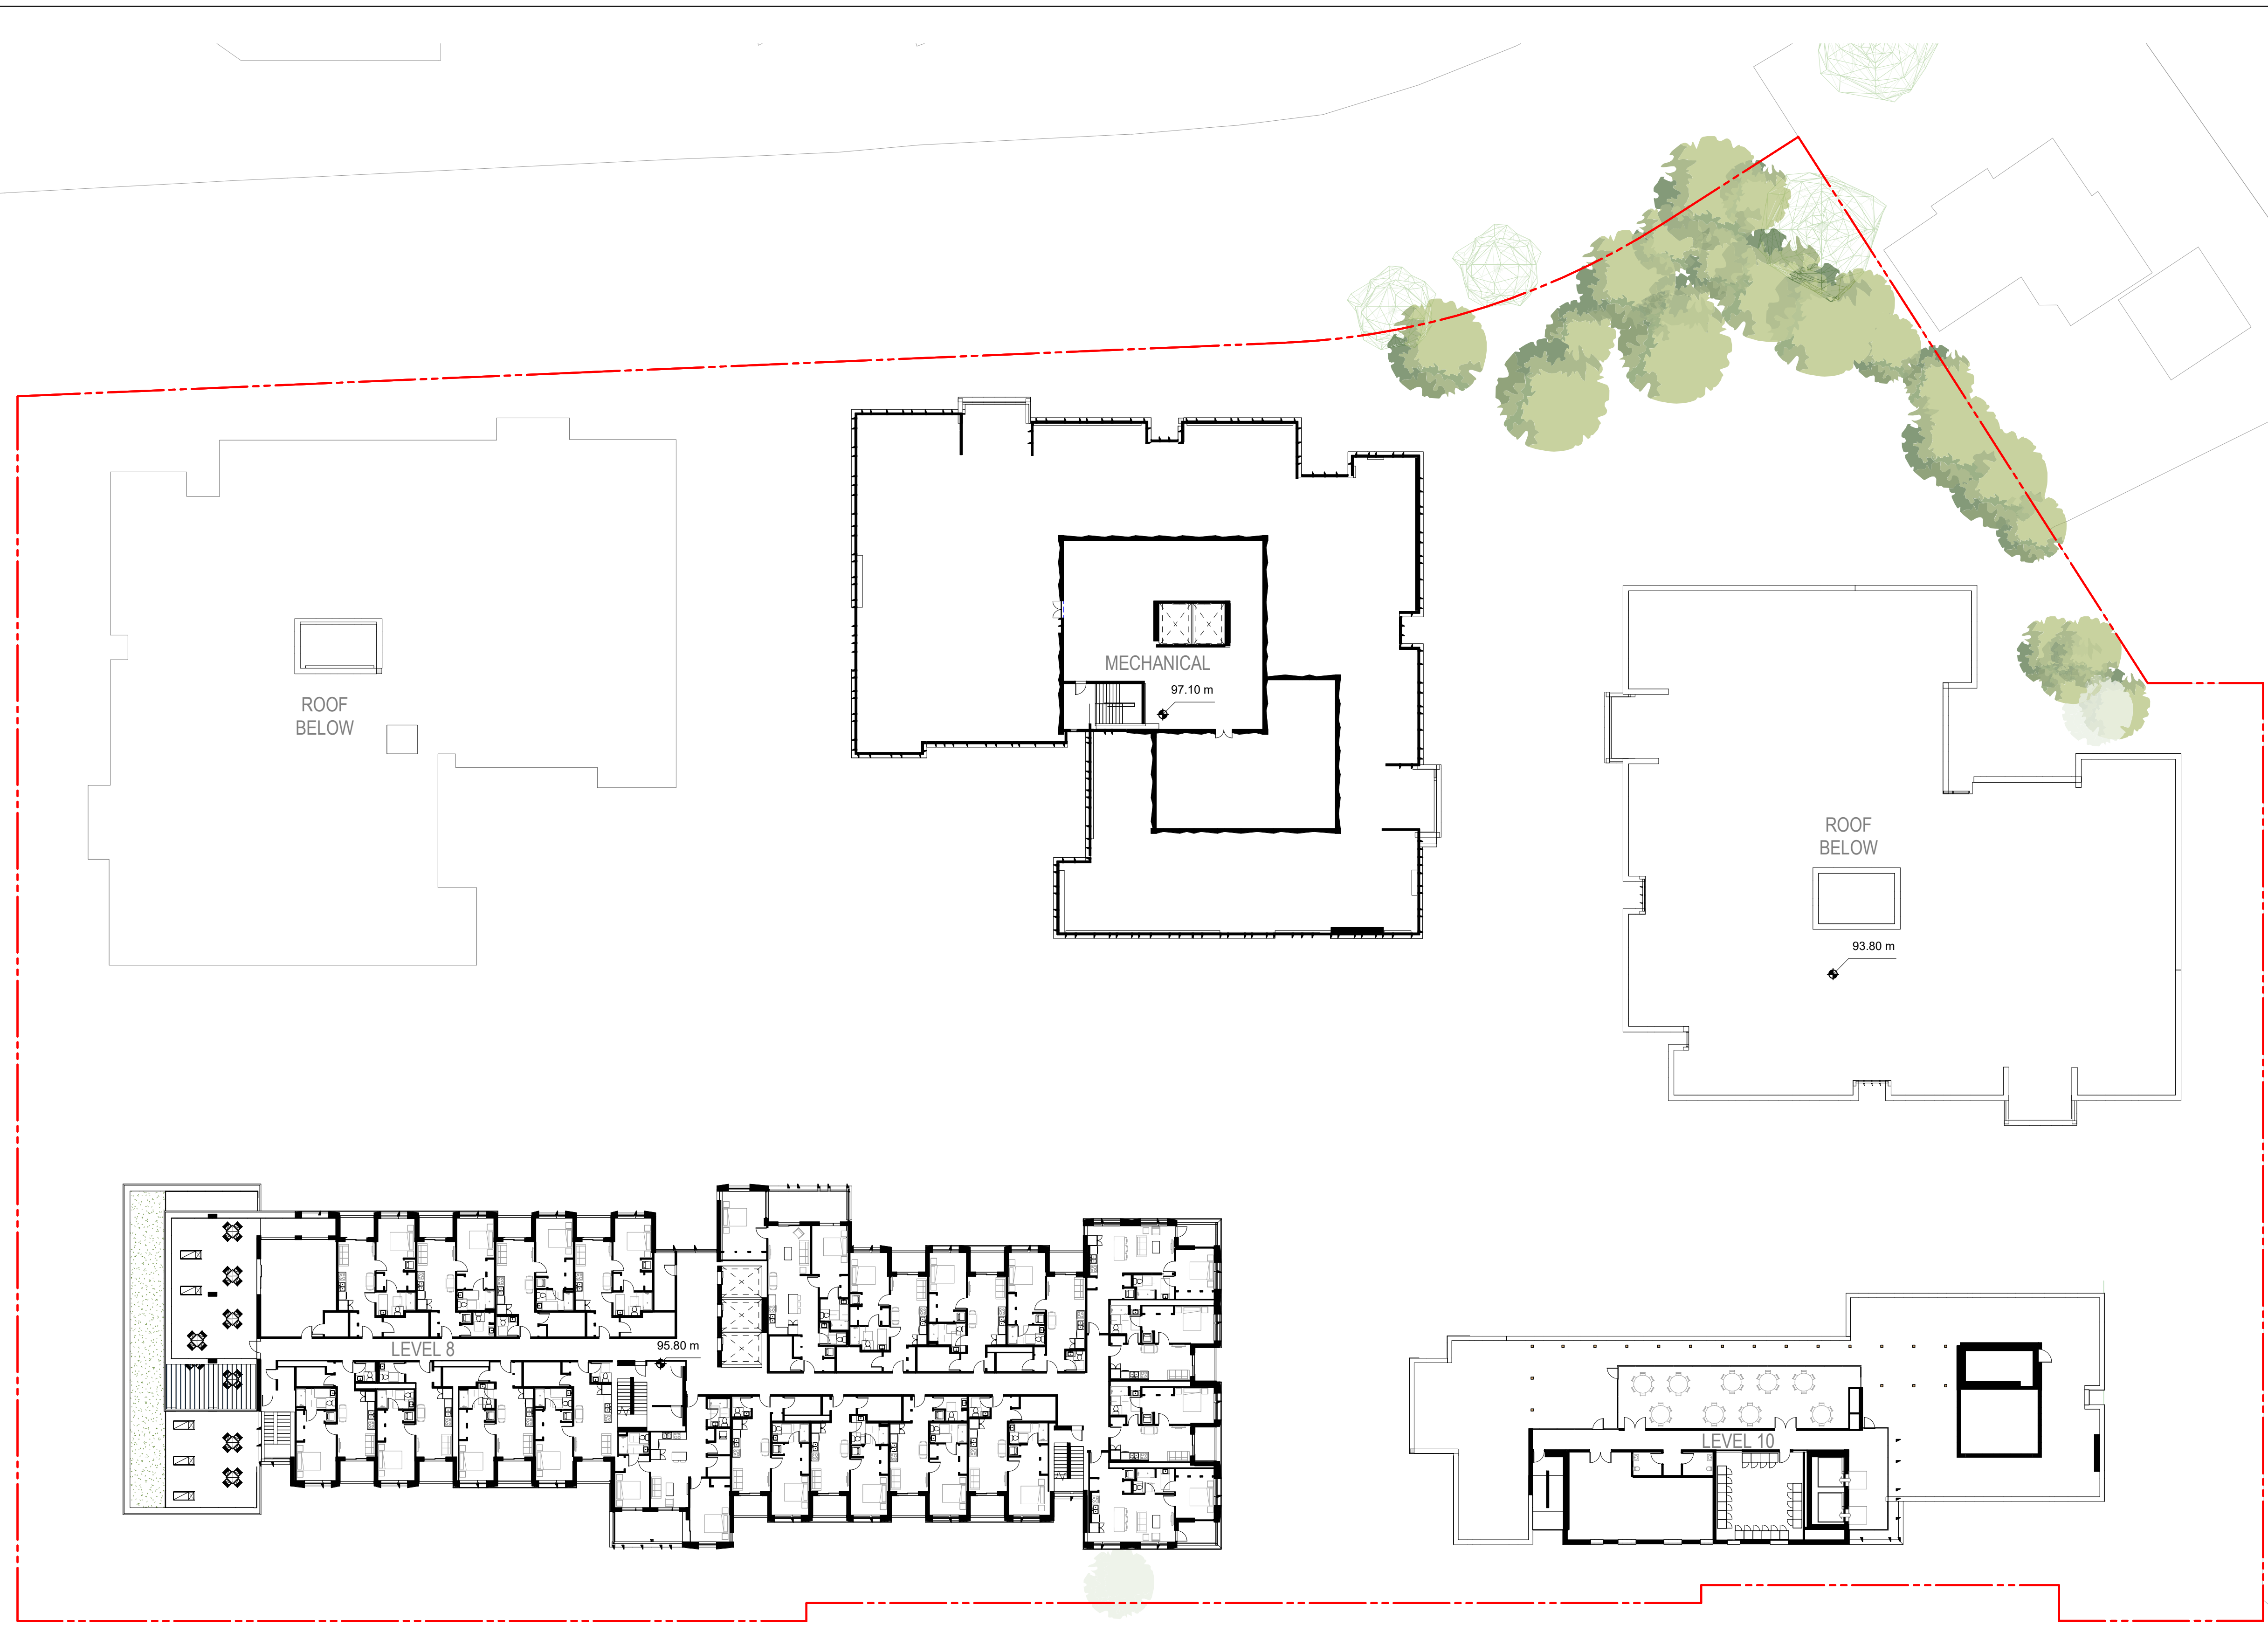 MECHANICAL
97.10 m
ROOF
BELOW
ROOF
BELOW
93.80 m
LEVEL 8
95.80 m
LEVEL 10